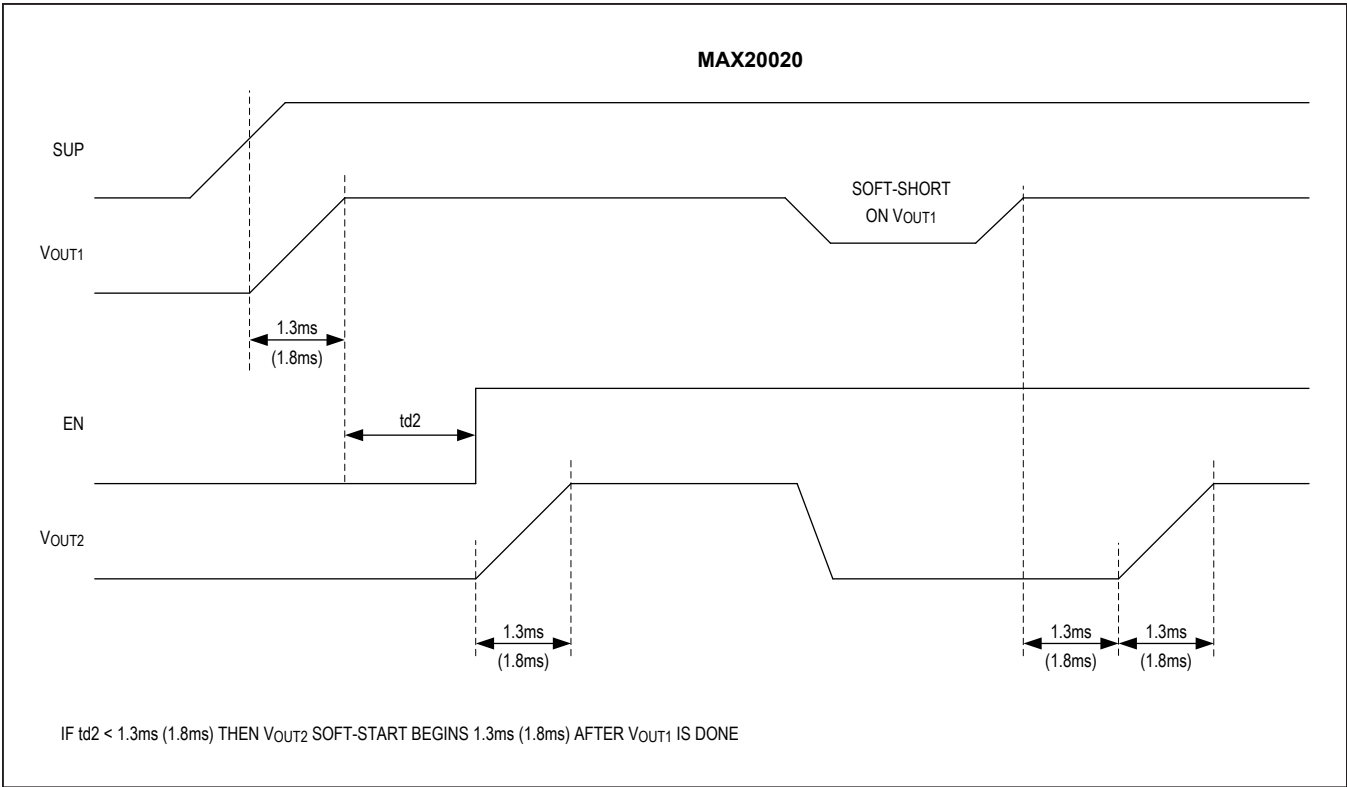 MAX20020
SUP
SOFT-SHORT
ON VOUT1
VOUT1
1.3ms
(1.8ms)
EN
td2
VOUT2
1.3ms
(1.8ms)
1.3ms
(1.8ms)
1.3ms
(1.8ms)
IF td2 < 1.3ms (1.8ms) THEN VOUT2 SOFT-START BEGINS 1.3ms (1.8ms) AFTER VOUT1 IS DONE